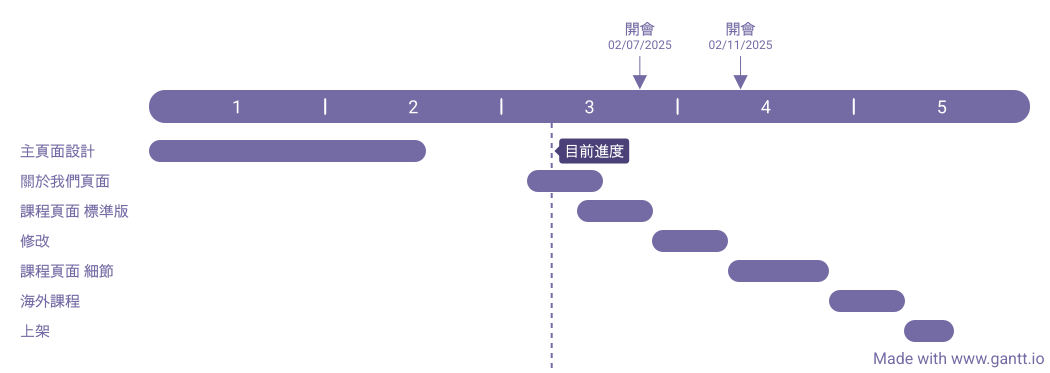 開會
02/07/2025
開會
02/11/2025
1 2 3 4 5
主頁面設計
目前進度
關於我們頁面
課程頁面 標準版
修改
課程頁面 細節
海外課程
上架
Made with www.gantt.io